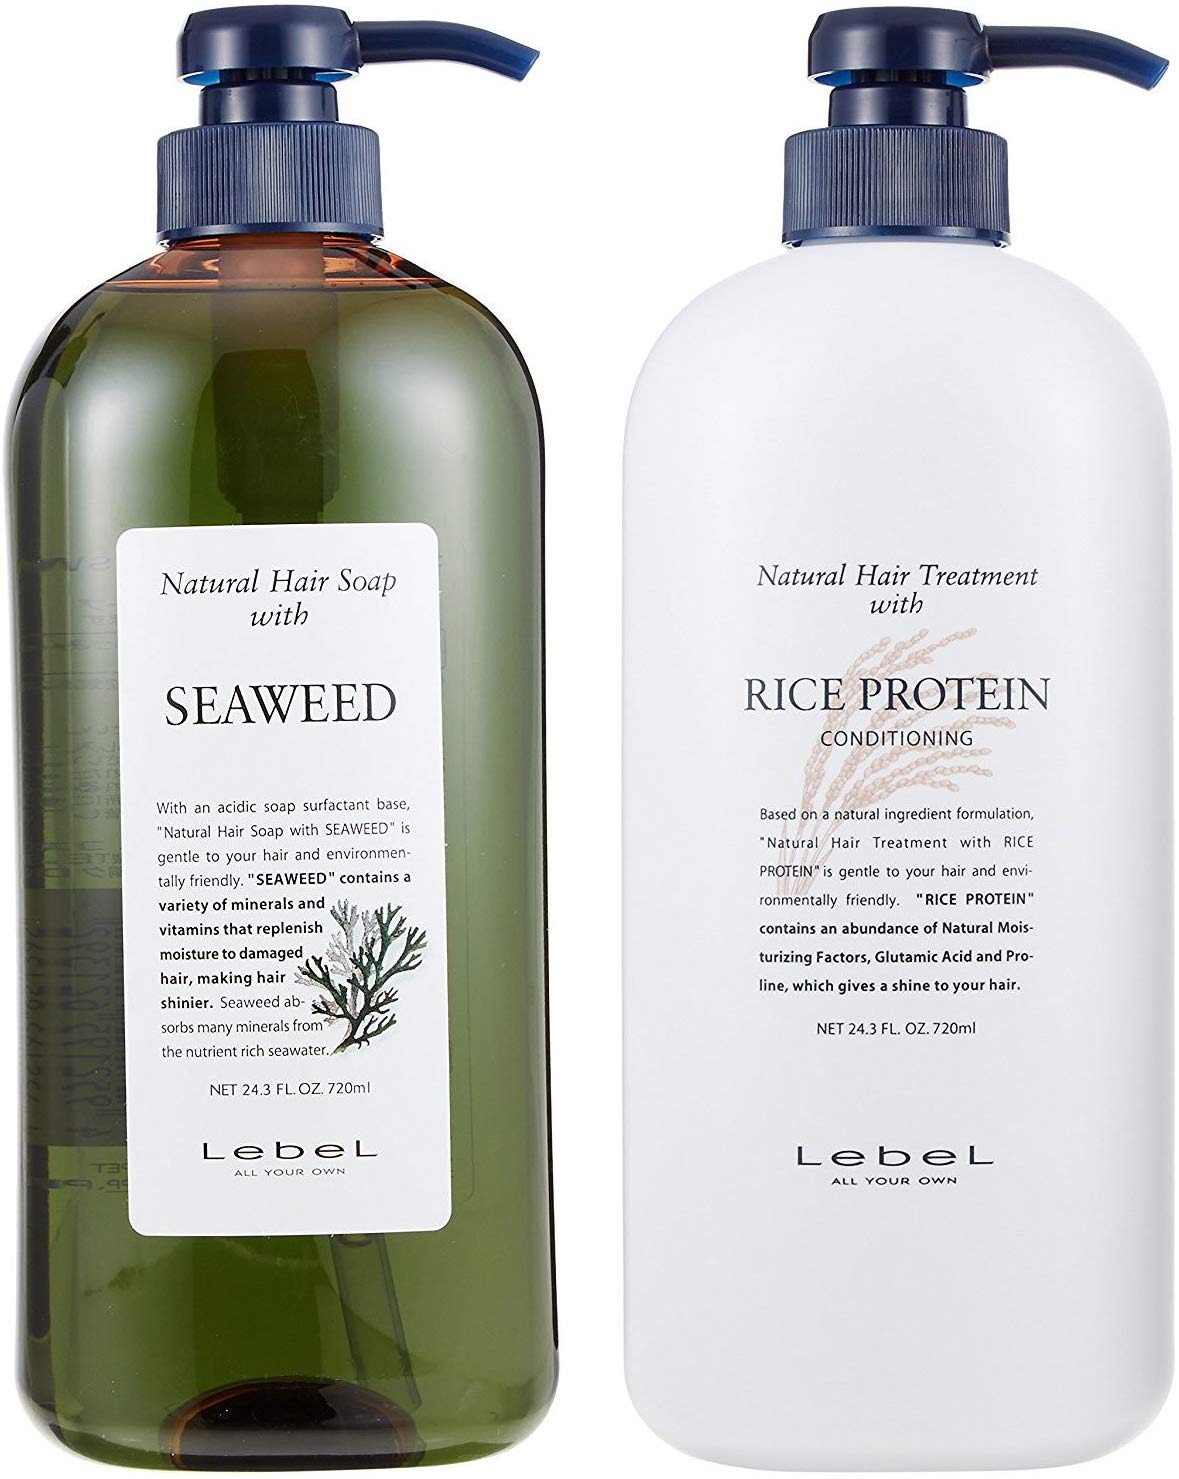 Natural Hair Soap
with
SEAWEED
With an acidic soap surfactant base,
"Natural Hair Soap with SEAWEED" is
gentle to your hair and environmen-
tally friendly. "SEAWEED" contains a
variety of minerals and
vitamins that replenish
moisture to damaged
hair, making hair
shinier. Seaweed ab-
sorbs many minerals from
the nutrient rich seawater.
NET 24.3 FL. OZ. 720ml
LebeL
ALL YOUR OWN
Natural Hair Treatment
with
RICE PROTEIN
CONDITIONING
Based on a natural ingredient formulation,
"Natural Hair Treatment with RICE
PROTEIN" is gentle to your hair and envi-
ronmentally friendly. "RICE PROTEIN"
contains an abundance of Natural Mois-
turizing Factors, Glutamic Acid and Pro-
line, which gives a shine to your hair.
NET 24.3 FL. OZ. 720ml
LebeL
ALL YOUR OWN